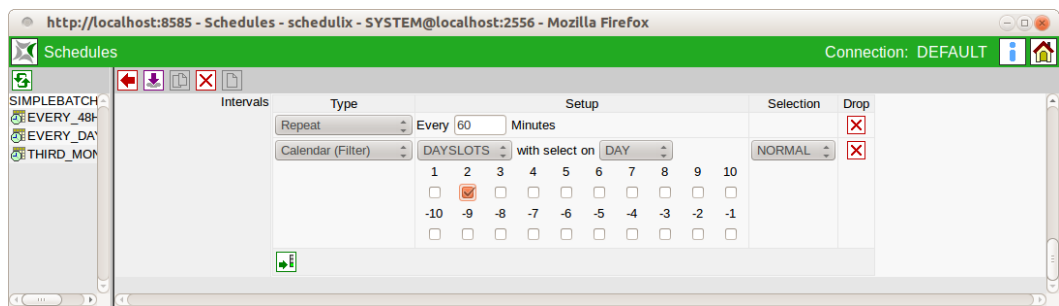 http://localhost:8585 - Schedules - schedulix - SYSTEM@localhost:2556 - Mozilla Firefox
Schedules Connection: DEFAULT
SIMPLEBATCH
EVERY_48H
EVERY_DAY
THIRD_MON
Intervals Type Setup Selection Drop
Repeat Every 60 Minutes
Calendar (Filter) DAYSLOTS with select on DAY NORMAL
1 2 3 4 5 6 7 8 9 10
-10 -9 -8 -7 -6 -5 -4 -3 -2 -1